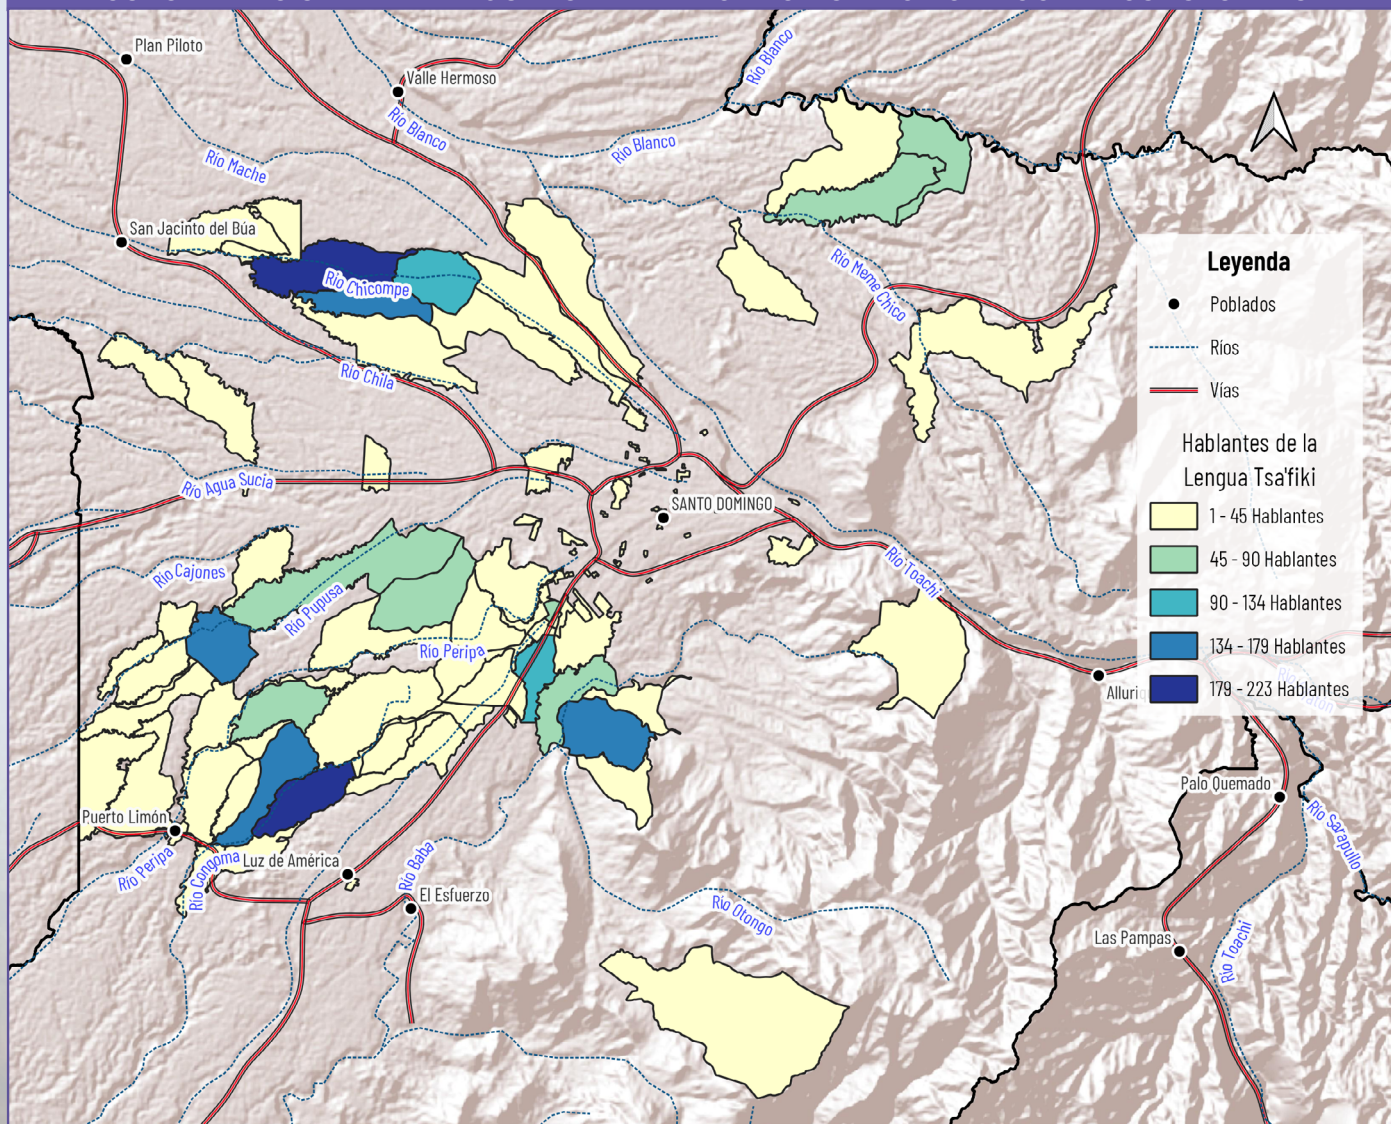 Plan Piloto
Valle Hermoso
Río Blanco
Río Blanco
Río Blanco
Río Mache
San Jacinto del Búa
Río Chicompe
Río Meme Chico
Río Chila
Río Agua Sucia
SANTO DOMINGO
Río Cajones
Río Pupusa
Río Peripa
Río Toachi
Puerto Limón
Río Peripa
Río Congoma
Luz de América
Río Baba
El Esfuerzo
Río Otongo
Alluri
Palo Quemado
Río Sarapullo
Las Pampas
Río Toachi
Leyenda
Poblados
Ríos
Vías
Hablantes de la
Lengua Tsa'fiki
1 - 45 Hablantes
45 - 90 Hablantes
90 - 134 Hablantes
134 - 179 Hablantes
179 - 223 Hablantes